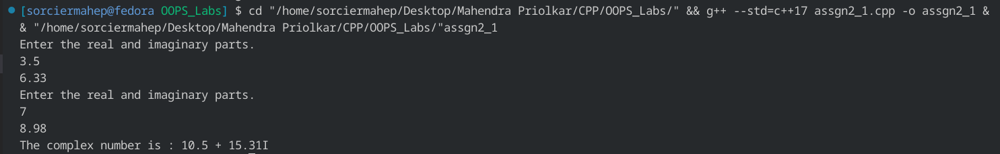 [sorciermahep@fedora OOPS_Labs] $ cd "/home/sorciermahep/Desktop/Mahendra Priolkar/CPP/OOPS_Labs/" && g++ --std=c++17 assgn2_1.cpp -o assgn2_1 &
& "/home/sorciermahep/Desktop/Mahendra Priolkar/CPP/OOPS_Labs/"assgn2_1
Enter the real and imaginary parts.
3.5
6.33
Enter the real and imaginary parts.
7
8.98
The complex number is : 10.5 + 15.31I